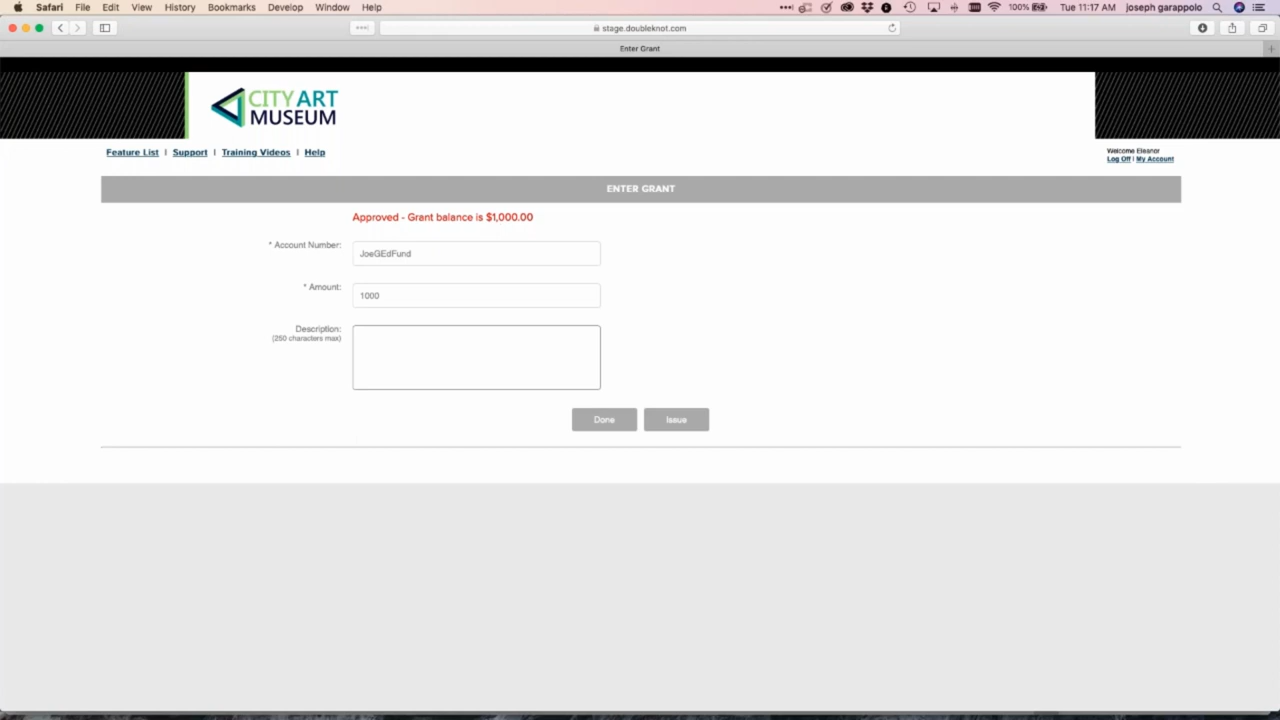 Safari File Edit View History Bookmarks Develop Window Help 100% Tue 11:17 AM joseph garappolo
stage.doubleknot.com
Enter Grant
CITY ART
MUSEUM
Feature List | Support | Training Videos | Help
Welcome Eleanor
Log Off | My Account
ENTER GRANT
Approved - Grant balance is $1,000.00
* Account Number:
JoeGEdFund
* Amount:
1000
Description:
(250 characters max)
Done Issue